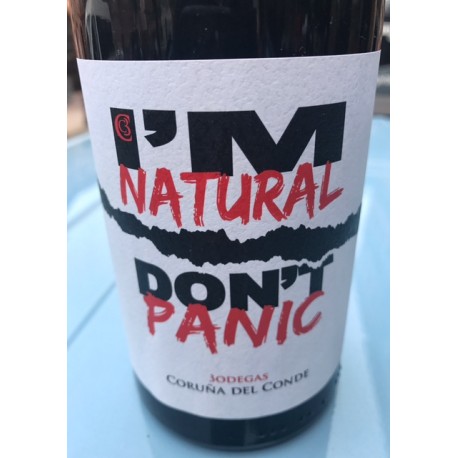 I'M
NATURAL
DON'T
PANIC
BODEGAS
CORUÑA DEL CONDE